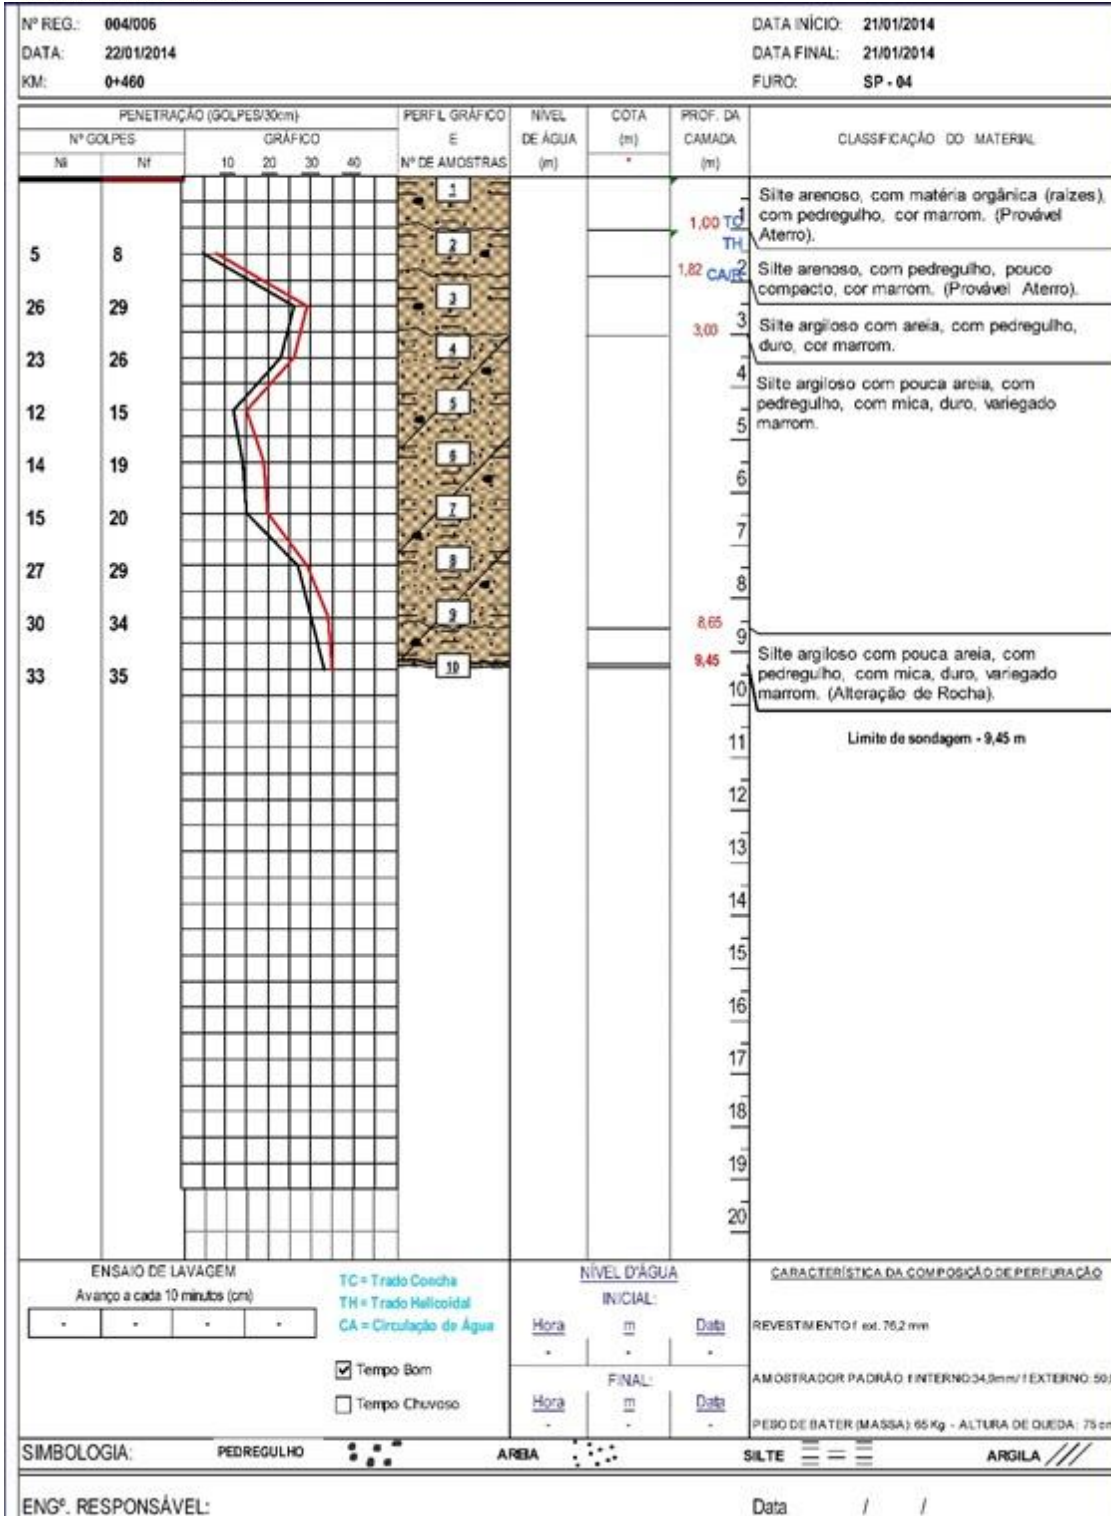 Nº REG.: 004/006 DATA INÍCIO: 21/01/2014
DATA: 22/01/2014 DATA FINAL: 21/01/2014
KM: 0+460 FURO: SP - 04
PENETRAÇÃO (GOLPES/30cm) PERFIL GRÁFICO NÍVEL COTA PROF. DA
Nº GOLPES GRÁFICO E DE ÁGUA (m) CAMADA CLASSIFICAÇÃO DO MATERIAL
Ni Nf 10 20 30 40 Nº DE AMOSTRAS (m) * (m)
1 Silte arenoso, com matéria orgânica (raízes),
1,00 TC 1 com pedregulho, cor marrom. (Provável
Aterro).
2 TH
5 8
1,82 CA/R 2 Silte arenoso, com pedregulho, pouco
compacto, cor marrom. (Provável Aterro).
26 29 3
3,00 3 Silte argiloso com areia, com pedregulho,
duro, cor marrom.
23 26 4
4 Silte argiloso com pouca areia, com
pedregulho, com mica, duro, variegado
marrom.
12 15 5
5
14 19 6
6
15 20 7
7
27 29 8
8
30 34 9 8,65
9
33 35 10 9,45
Silte argiloso com pouca areia, com
pedregulho, com mica, duro, variegado
marrom. (Alteração de Rocha).
10
11 Limite de sondagem - 9,45 m
12
13
14
15
16
17
18
19
20
ENSAIO DE LAVAGEM
Avanço a cada 10 minutos (cm)
- - - -
TC = Trado Concha
TH = Trado Helicoidal
CA = Circulação de Água
Tempo Bom
Tempo Chuvoso
NÍVEL D'ÁGUA
INICIAL:
Hora m Data
- - -
FINAL:
Hora m Data
- - -
CARACTERÍSTICA DA COMPOSIÇÃO DE PERFURAÇÃO
REVESTIMENTO f ext. 76,2 mm
AMOSTRADOR PADRÃO f INTERNO:34,9mm/ f EXTERNO: 50,
PESO DE BATER (MASSA): 65 Kg - ALTURA DE QUEDA: 75 cm
SIMBOLOGIA: PEDREGULHO AREIA SILTE ARGILA
ENGº. RESPONSÁVEL: Data / /